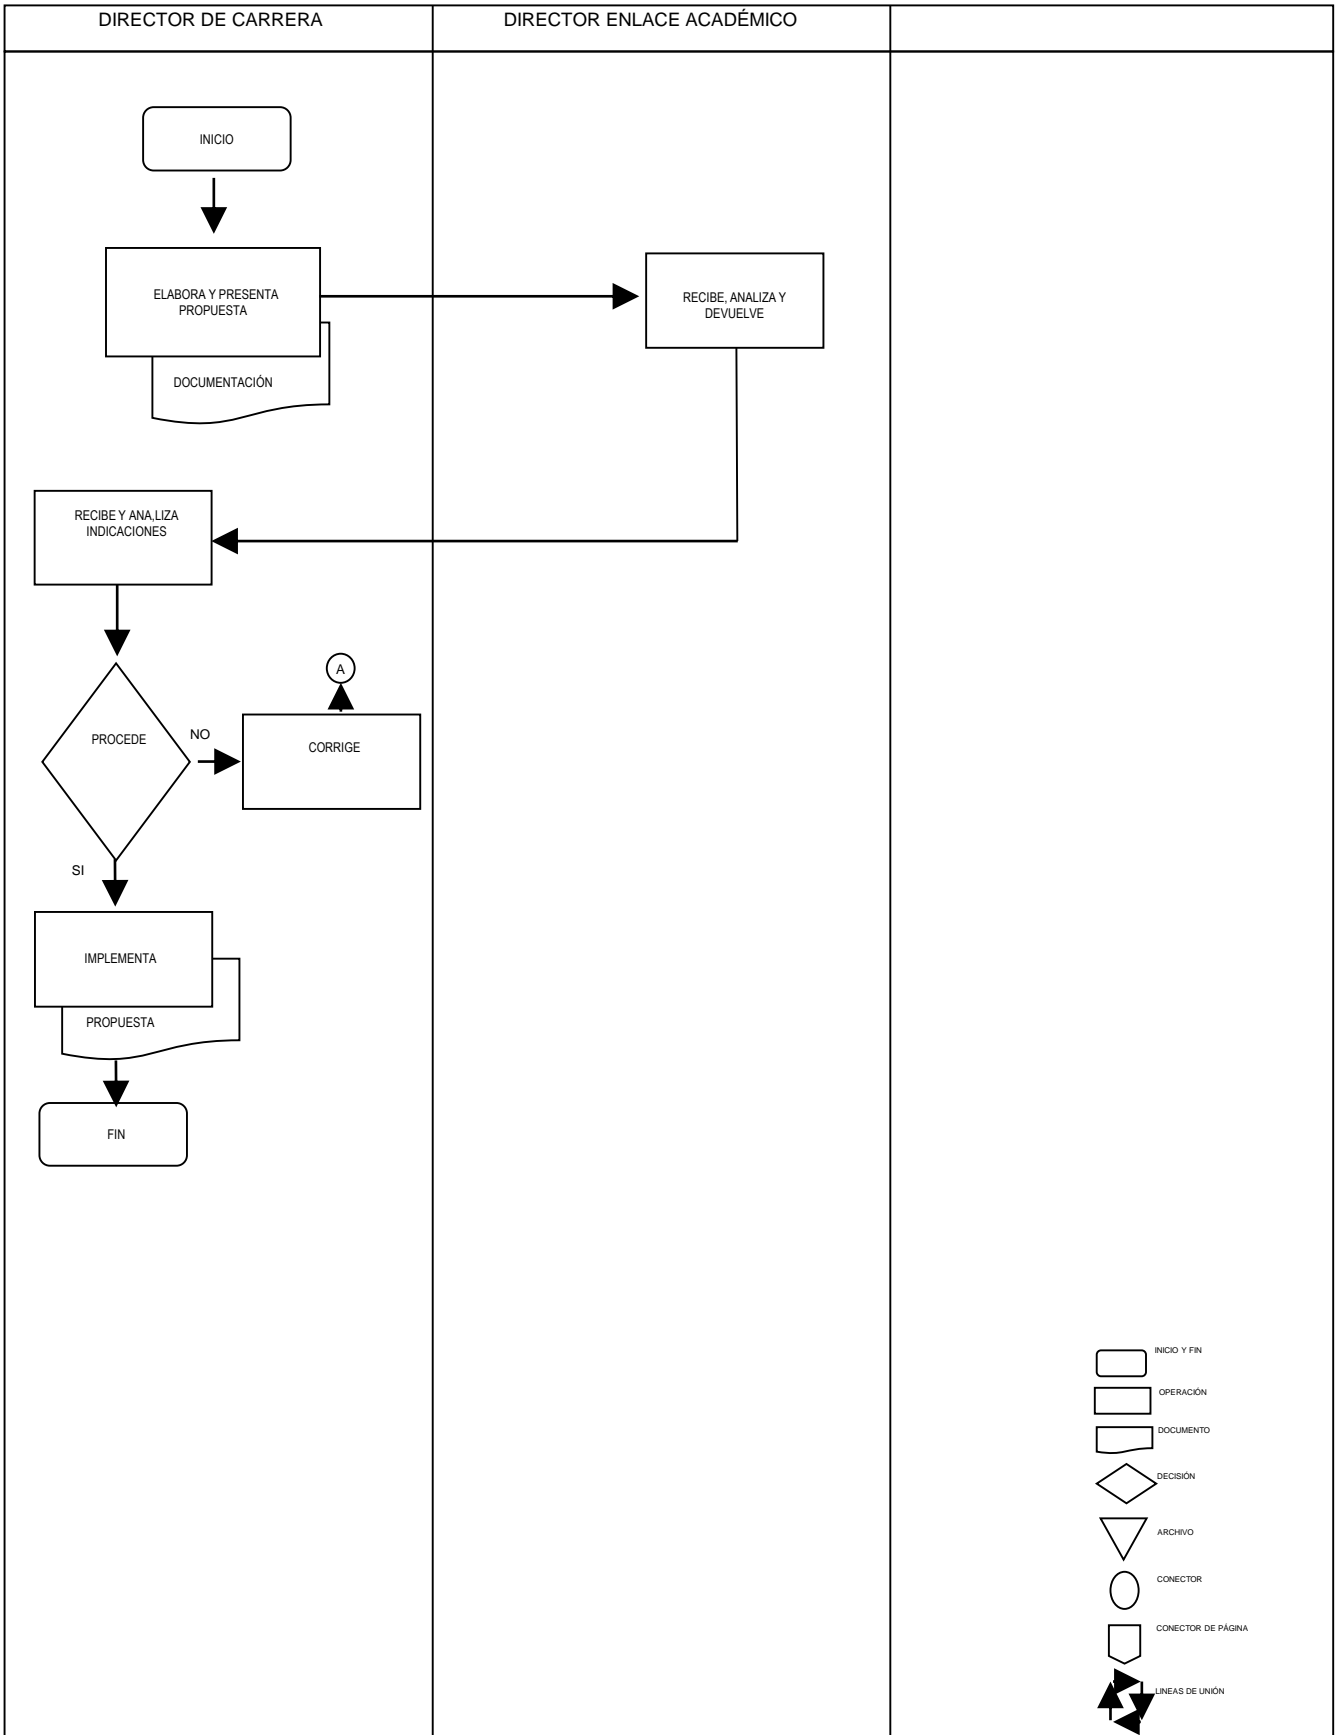 DIRECTOR DE CARRERA
DIRECTOR ENLACE ACADÉMICO
INICIO
ELABORA Y PRESENTA
PROPUESTA
DOCUMENTACIÓN
RECIBE, ANALIZA Y
DEVUELVE
RECIBE Y ANA,LIZA
INDICACIONES
PROCEDE
NO
A
CORRIGE
SI
IMPLEMENTA
PROPUESTA
FIN
INICIO Y FIN
OPERACIÓN
DOCUMENTO
DECISIÓN
ARCHIVO
CONECTOR
CONECTOR DE PÁGINA
LINEAS DE UNIÓN